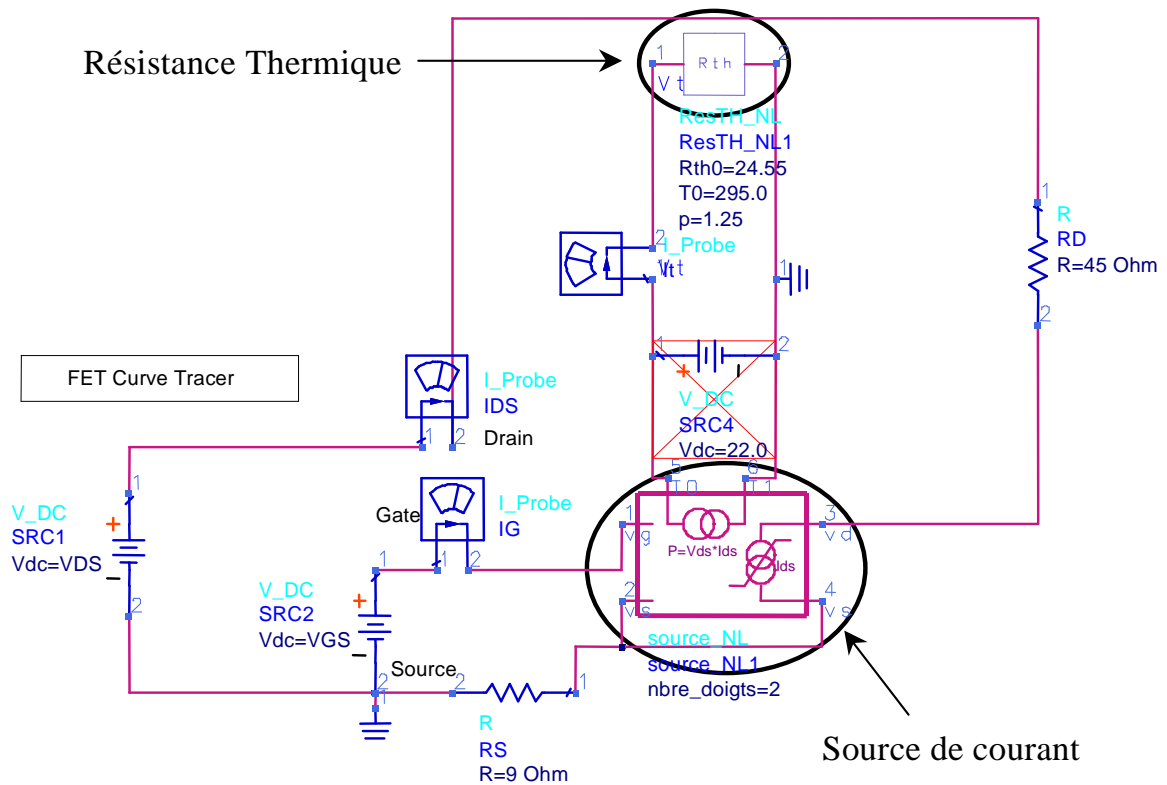 Résistance Thermique
1
2
Rth
Vt
ResTH_NL
ResTH_NL1
Rth0=24.55
T0=295.0
p=1.25
2
I_Probe
1
1
R
RD
R=45 Ohm
2
FET Curve Tracer
I_Probe
IDS
1
2
Drain
1
2
+
V_DC
SRC4
Vdc=22.0
5
6
T0
T1
1
V_DC
SRC1
Vdc=VDS
+
2
Gate
I_Probe
IG
1
2
1
V_DC
SRC2
Vdc=VGS
+
2
1
Source
2
1
R
RS
R=9 Ohm
1
vg
2
vs
P=Vds*Ids
Ids
3
vd
4
vs
source_NL
source_NL1
nbre_doigts=2
Source de courant